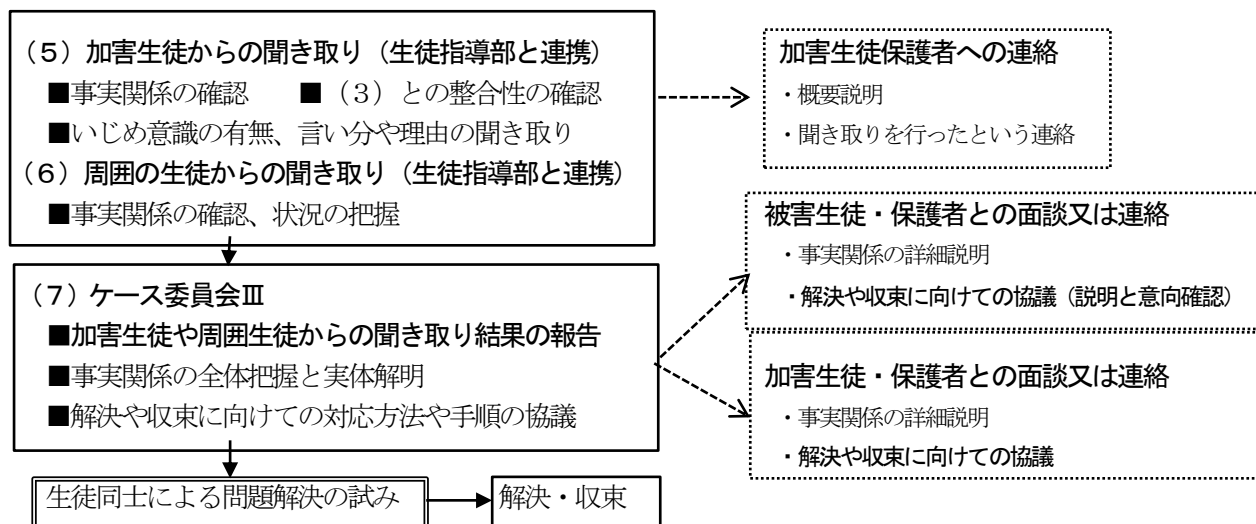 （５）加害生徒からの聞き取り（生徒指導部と連携）
■事実関係の確認　■（３）との整合性の確認
■いじめ意識の有無、言い分や理由の聞き取り
（６）周囲の生徒からの聞き取り（生徒指導部と連携）
■事実関係の確認、状況の把握
加害生徒保護者への連絡
・概要説明
・聞き取りを行ったという連絡
（７）ケース委員会Ⅲ
■加害生徒や周囲生徒からの聞き取り結果の報告
■事実関係の全体把握と実体解明
■解決や収束に向けての対応方法や手順の協議
被害生徒・保護者との面談又は連絡
・事実関係の詳細説明
・解決や収束に向けての協議（説明と意向確認）
加害生徒・保護者との面談又は連絡
・事実関係の詳細説明
・解決や収束に向けての協議
生徒同士による問題解決の試み
解決・収束